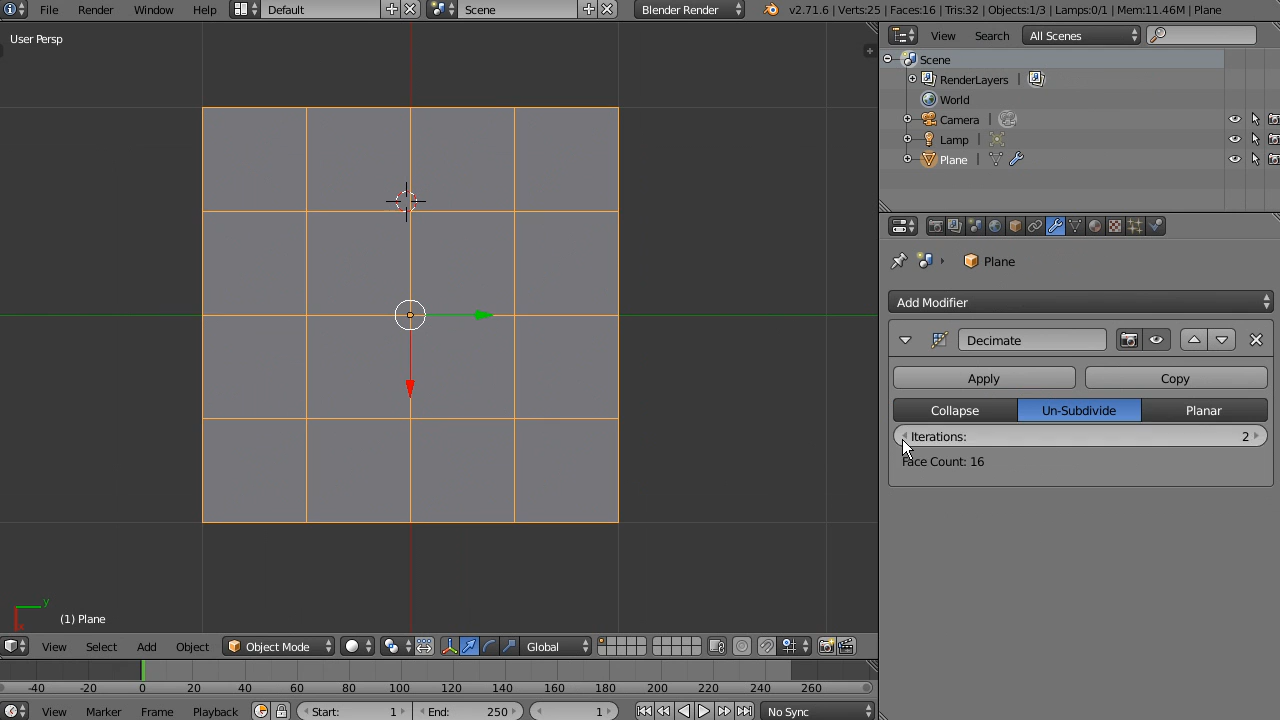 File Render Window Help Default Scene Blender Render v2.71.6 | Verts:25 | Faces:16 | Tris:32 | Objects:1/3 | Lamps:0/1 | Mem:11.46M | Plane
User Persp
View Search All Scenes
Scene
RenderLayers
World
Camera
Lamp
Plane
Plane
Add Modifier
Decimate
Apply Copy
Collapse Un-Subdivide Planar
Iterations: 2
Face Count: 16
y
x
(1) Plane
View Select Add Object Object Mode Global
-40 -20 0 20 40 60 80 100 120 140 160 180 200 220 240 260
View Marker Frame Playback Start: 1 End: 250 1 No Sync